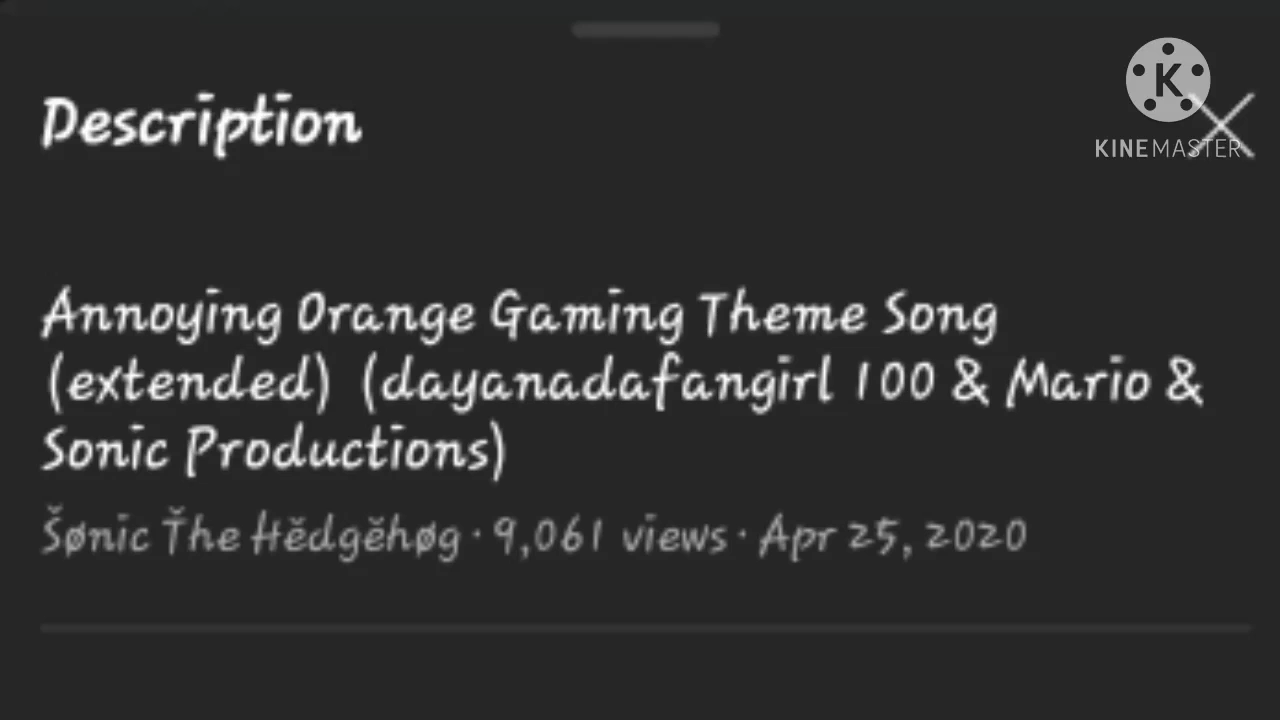 Description
K
KINEMASTER
Annoying Orange Gaming Theme Song
(extended) (dayanadafangirl 100 & Mario &
Sonic Productions)
Šønic Ťhe Hědgěhøg · 9,061 views · Apr 25, 2020